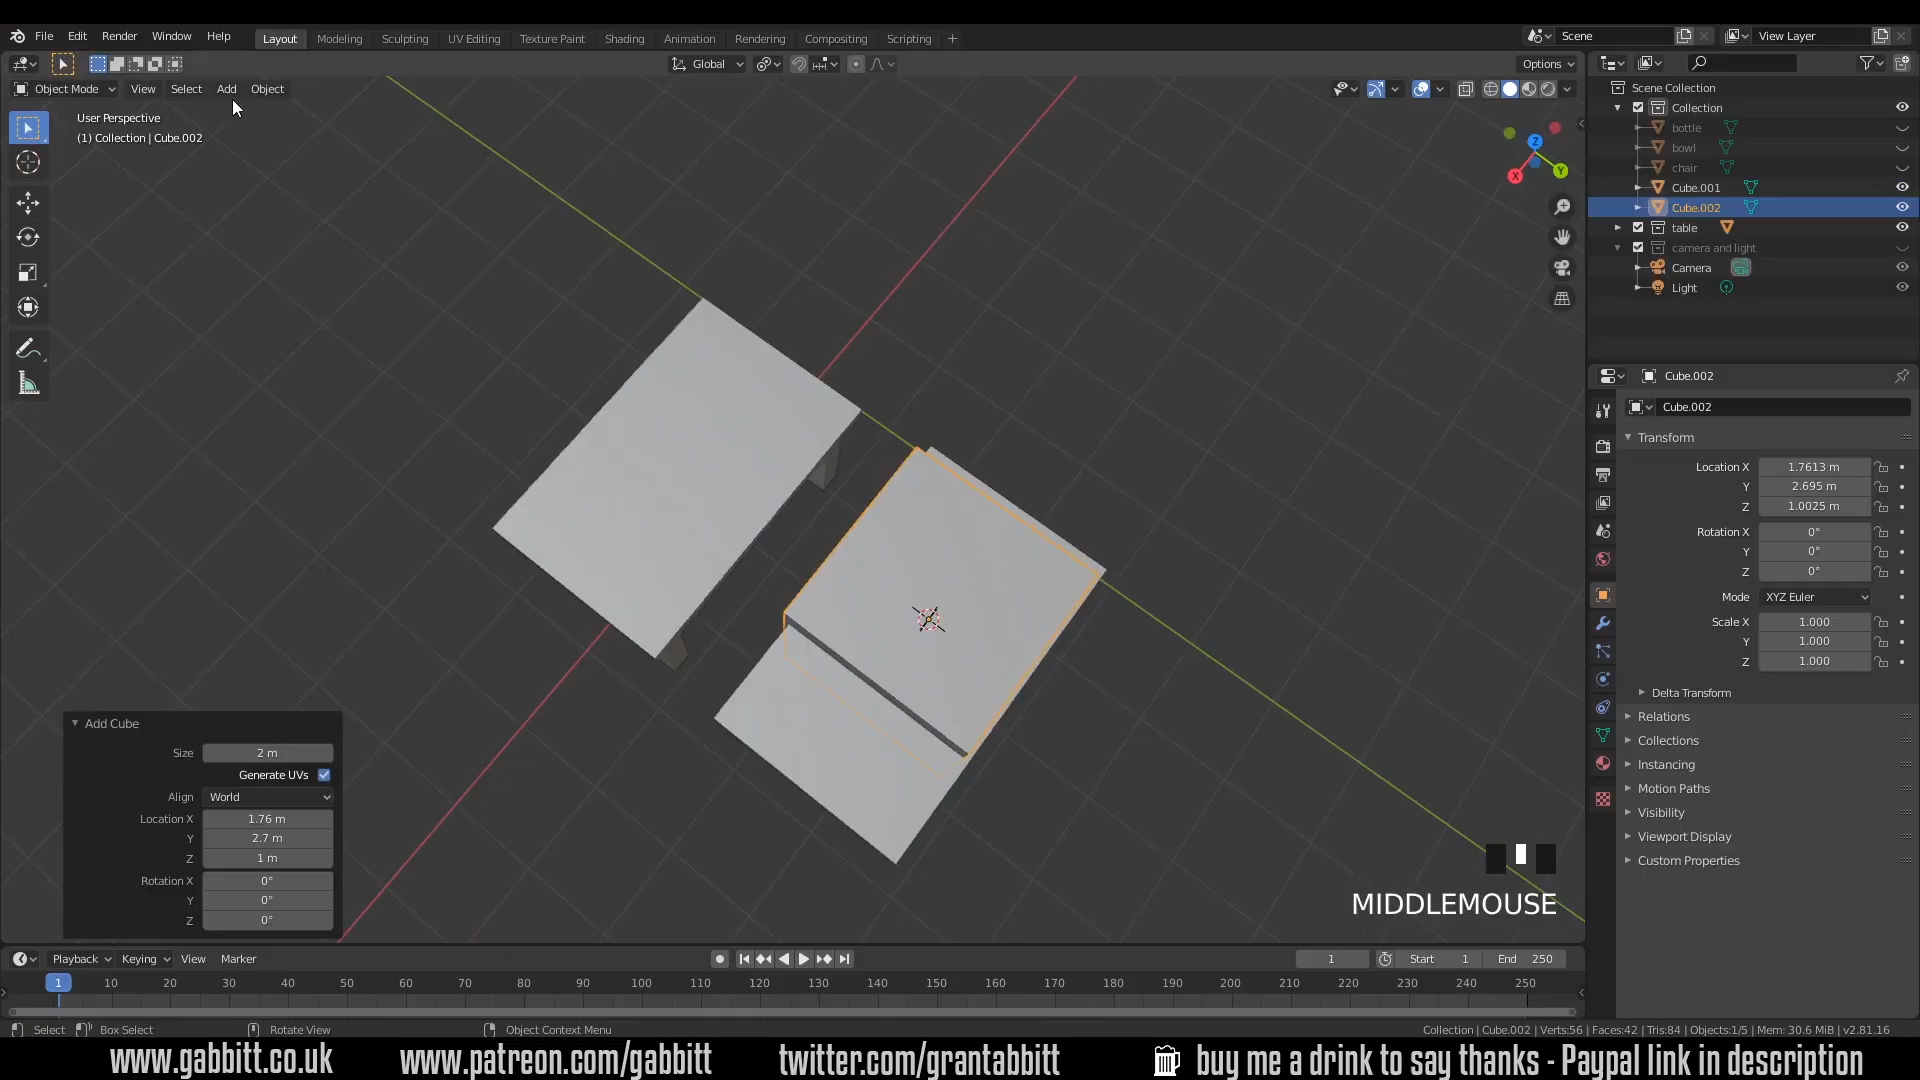 File Edit Render Window Help Layout Modeling Sculpting UV Editing Texture Paint Shading Animation Rendering Compositing Scripting + Scene View Layer
Global Options
Object Mode View Select Add Object
User Perspective
(1) Collection | Cube.002
X Y Z
Scene Collection
Collection
bottle
bowl
chair
Cube.001
Cube.002
table
camera and light
Camera
Light
Cube.002
Cube.002
Transform
Location X 1.7613 m
Y 2.695 m
Z 1.0025 m
Rotation X 0°
Y 0°
Z 0°
Mode XYZ Euler
Scale X 1.000
Y 1.000
Z 1.000
Delta Transform
Relations
Collections
Instancing
Motion Paths
Visibility
Viewport Display
Custom Properties
Add Cube
Size 2 m
Generate UVs
Align World
Location X 1.76 m
Y 2.7 m
Z 1 m
Rotation X 0°
Y 0°
Z 0°
MIDDLEMOUSE
Playback Keying View Marker 1 Start 1 End 250
1 10 20 30 40 50 60 70 80 90 100 110 120 130 140 150 160 170 180 190 200 210 220 230 240 250
Select Box Select Rotate View Object Context Menu Collection | Cube.002 | Verts:56 | Faces:42 | Tris:84 | Objects:1/5 | Mem: 30.6 MiB | v2.81.16
www.gabbitt.co.uk www.patreon.com/gabbitt twitter.com/grantabbitt buy me a drink to say thanks - Paypal link in description